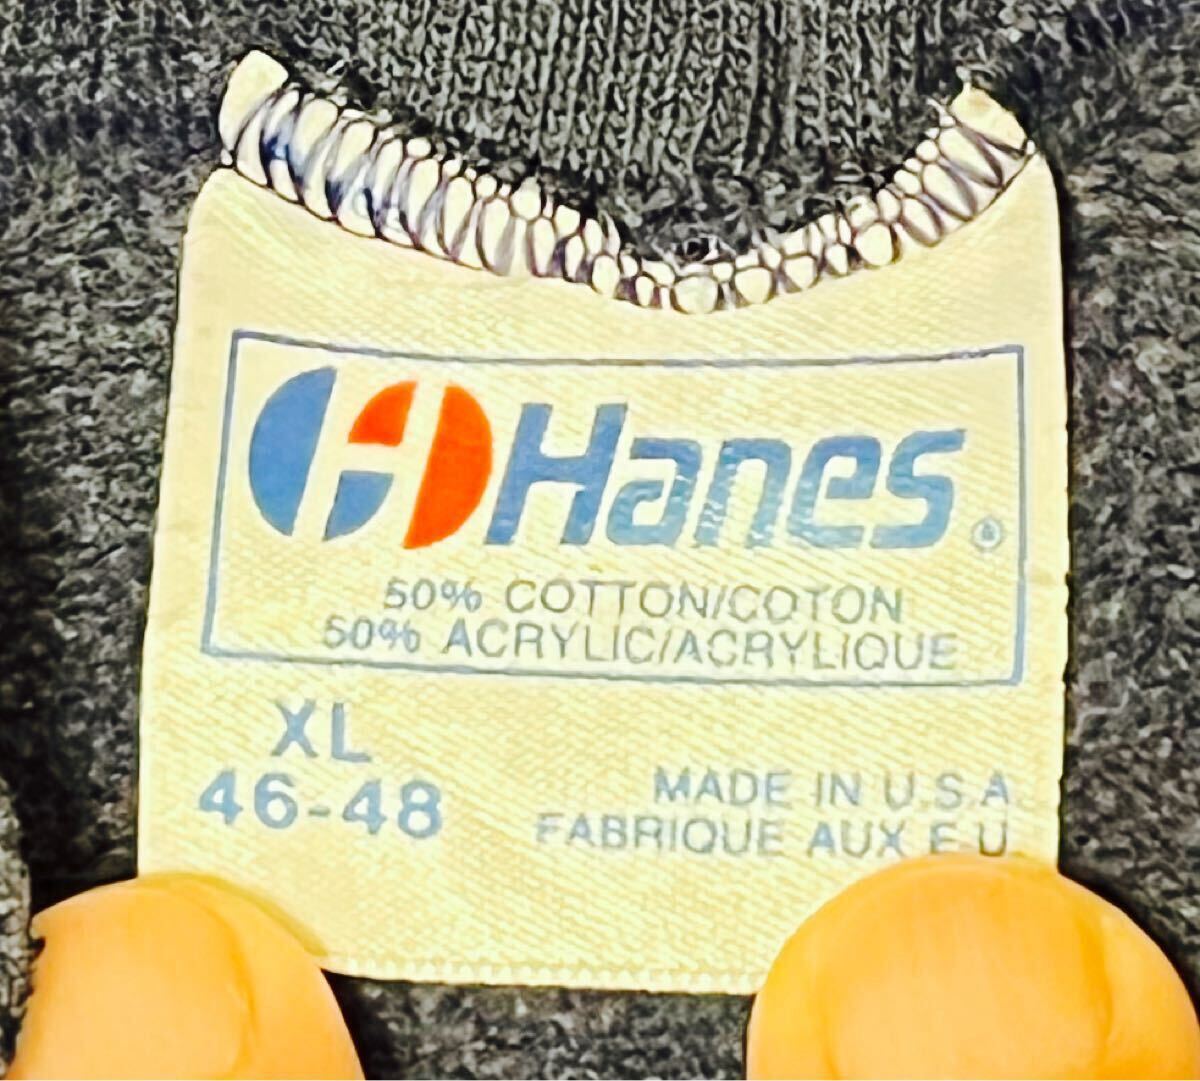 Hanes ®
50% COTTON/COTON
50% ACRYLIC/ACRYLIQUE
XL
46-48
MADE IN U.S.A
FABRIQUE AUX E.U.